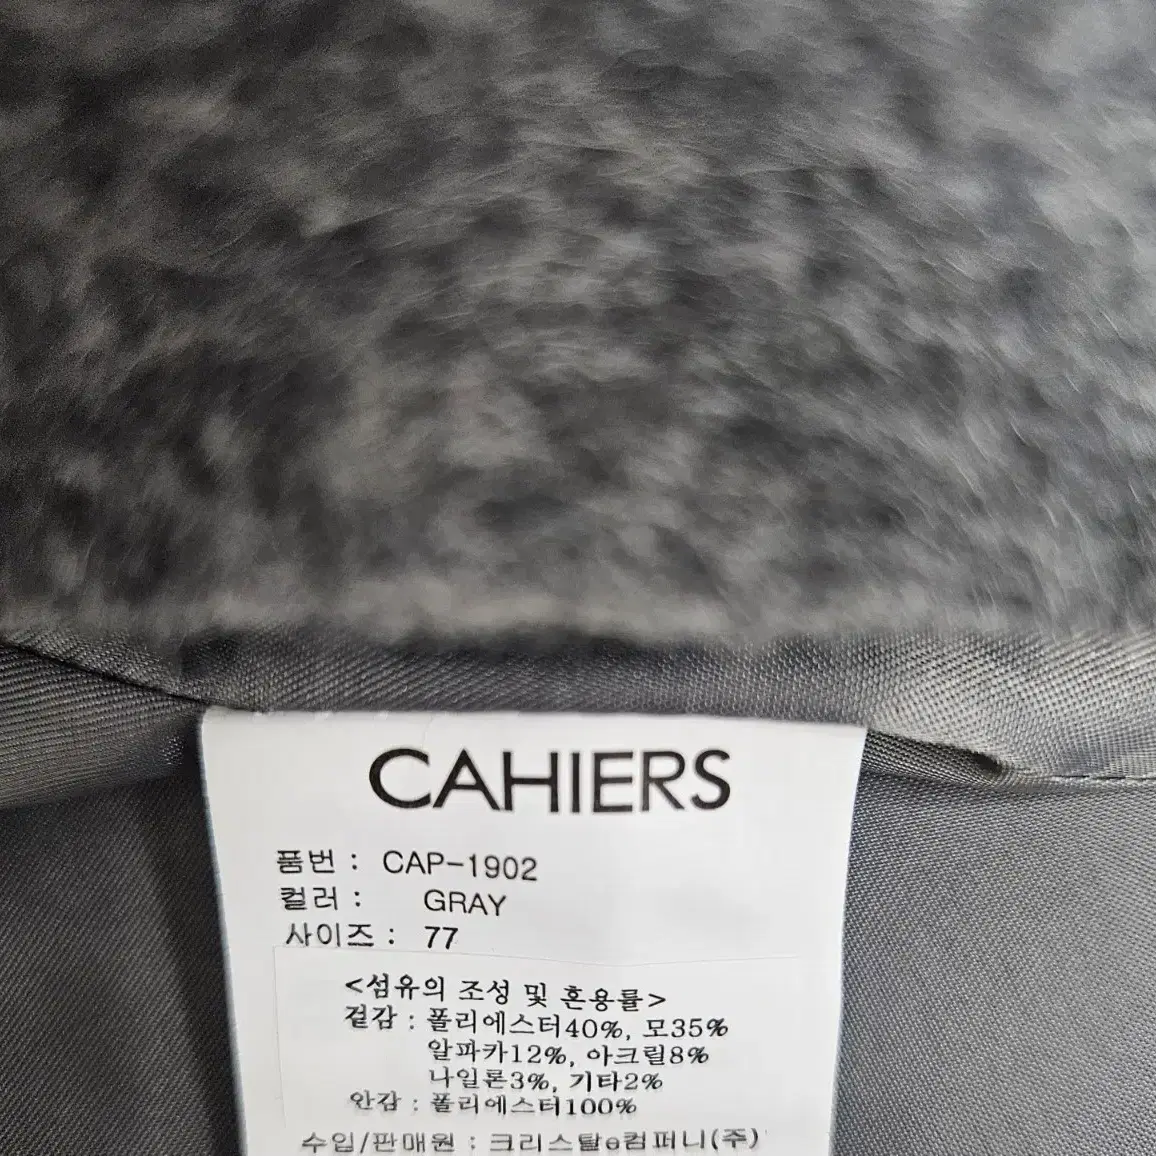 CAHIERS
품번 : CAP-1902
컬러 : GRAY
사이즈 : 77
<섬유의 조성 및 혼용률>
겉감 : 폴리에스터40%, 모35%
알파카12%, 아크릴8%
나일론3%, 기타2%
안감 : 폴리에스터100%
수입/판매원 : 크리스탈e컴퍼니(주)